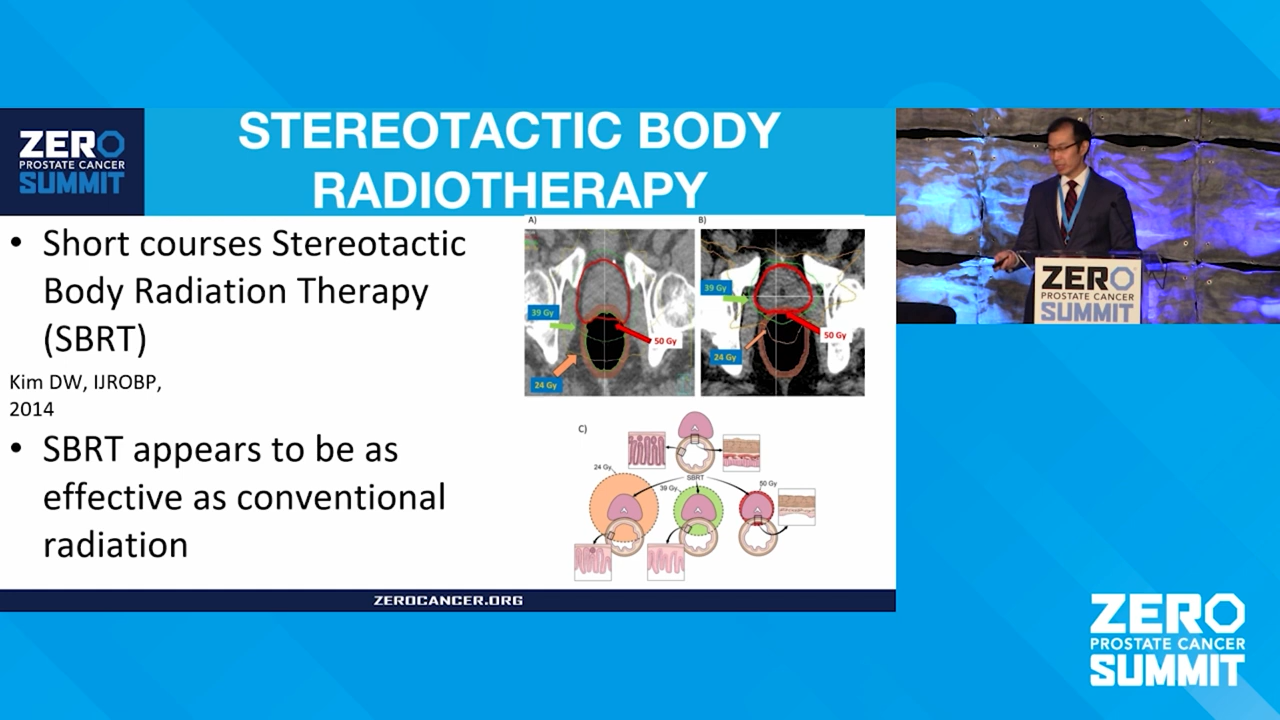 ZERO
PROSTATE CANCER
SUMMIT
STEREOTACTIC BODY
RADIOTHERAPY
• Short courses Stereotactic
Body Radiation Therapy
(SBRT)
Kim DW, IJROBP,
2014
• SBRT appears to be as
effective as conventional
radiation
A)
39 Gy
50 Gy
24 Gy
B)
39 Gy
50 Gy
24 Gy
C)
24 Gy
SBRT
39 Gy
50 Gy
ZEROCANCER.ORG
ZERO
PROSTATE CANCER
SUMMIT
ZERO
PROSTATE CANCER
SUMMIT